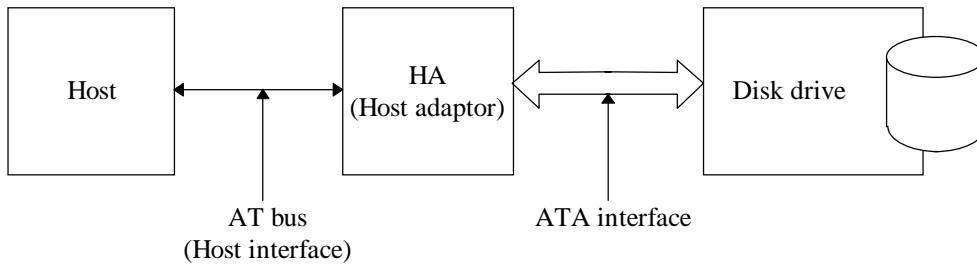 Host
HA
(Host adaptor)
Disk drive
AT bus
(Host interface)
ATA interface